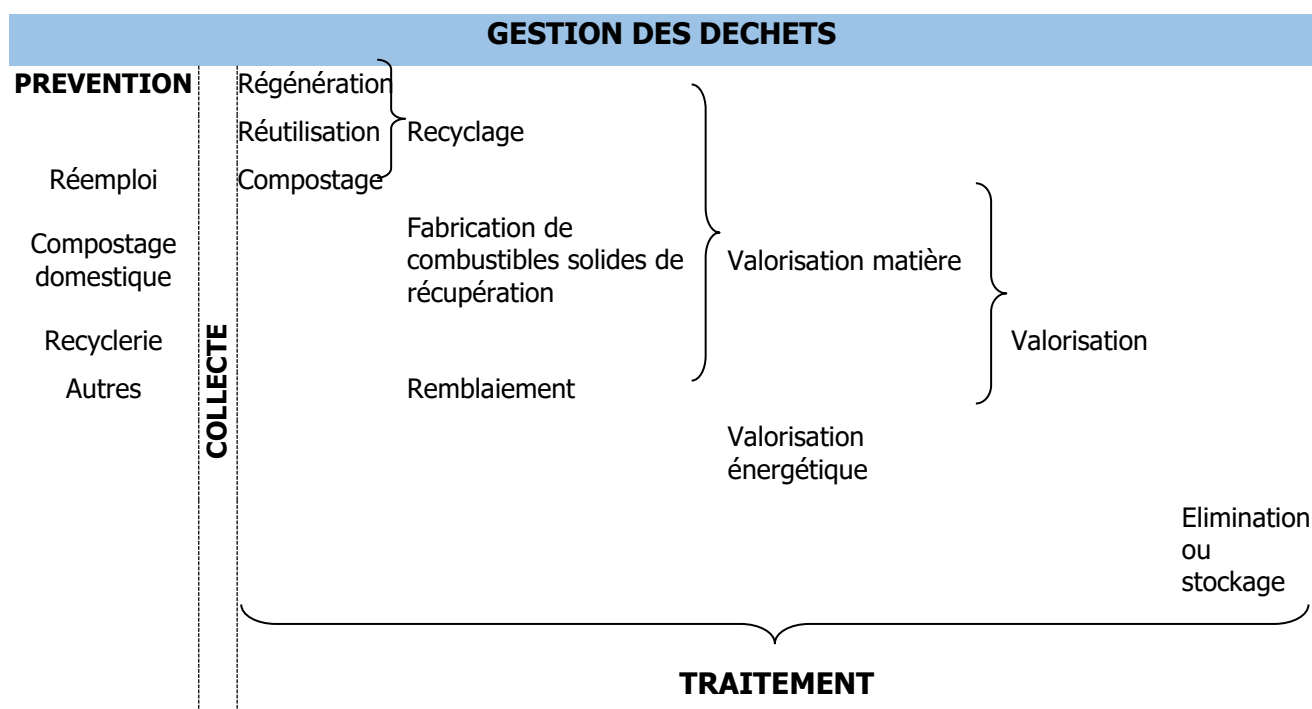 GESTION DES DECHETS
PREVENTION
Réemploi
Compostage
domestique
Recyclerie
Autres
COLLECTE
Régénération
Réutilisation
Compostage
Recyclage
Fabrication de
combustibles solides de
récupération
Remblaiement
Valorisation matière
Valorisation
énergétique
Valorisation
Elimination
ou
stockage
TRAITEMENT